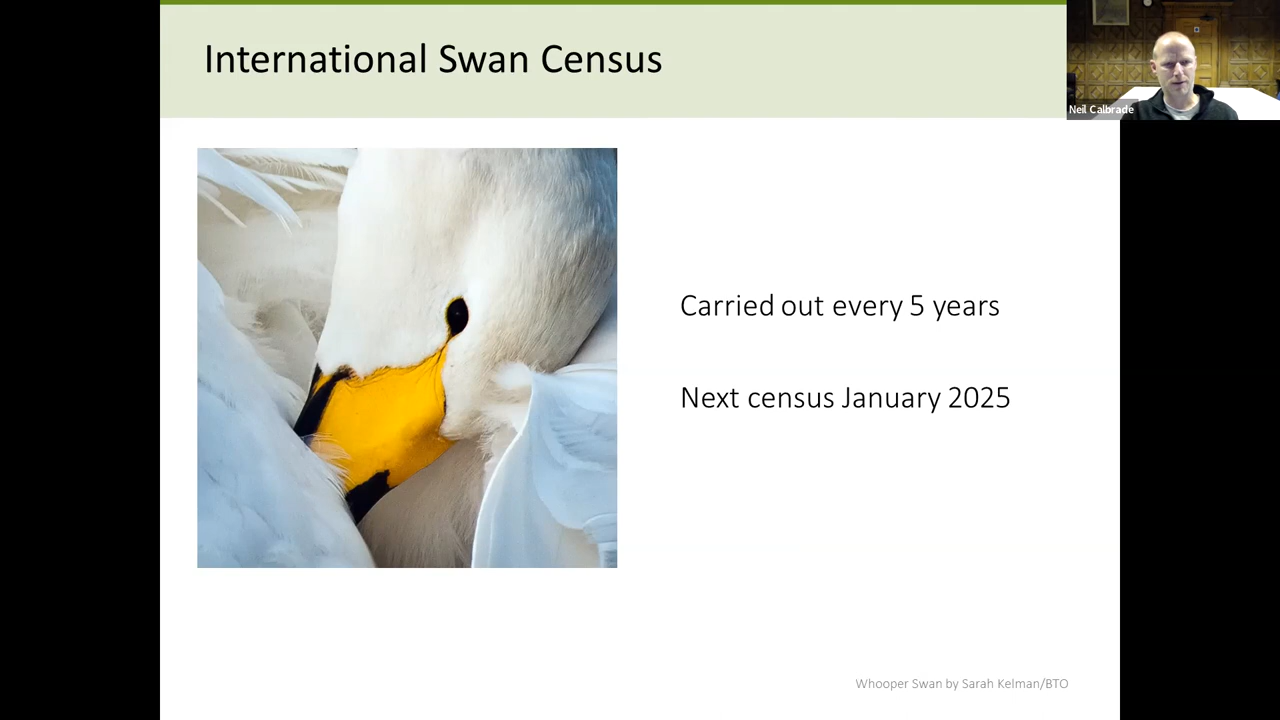 International Swan Census
Neil Calbrade
Carried out every 5 years
Next census January 2025
Whooper Swan by Sarah Kelman/BTO